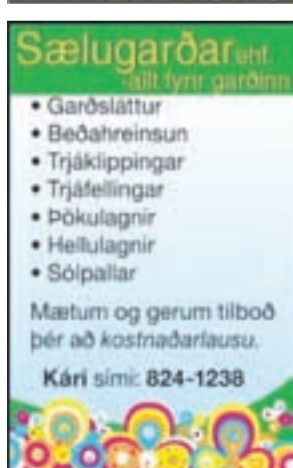 Sælugarðar ehf.
-allt fyrir garðinn
• Garðsláttur
• Beðahreinsun
• Trjáklippingar
• Trjáfellingar
• Þökulagnir
• Hellulagnir
• Sólpallar
Mætum og gerum tilboð
þér að kostnaðarlausu.
Kári sími: 824-1238